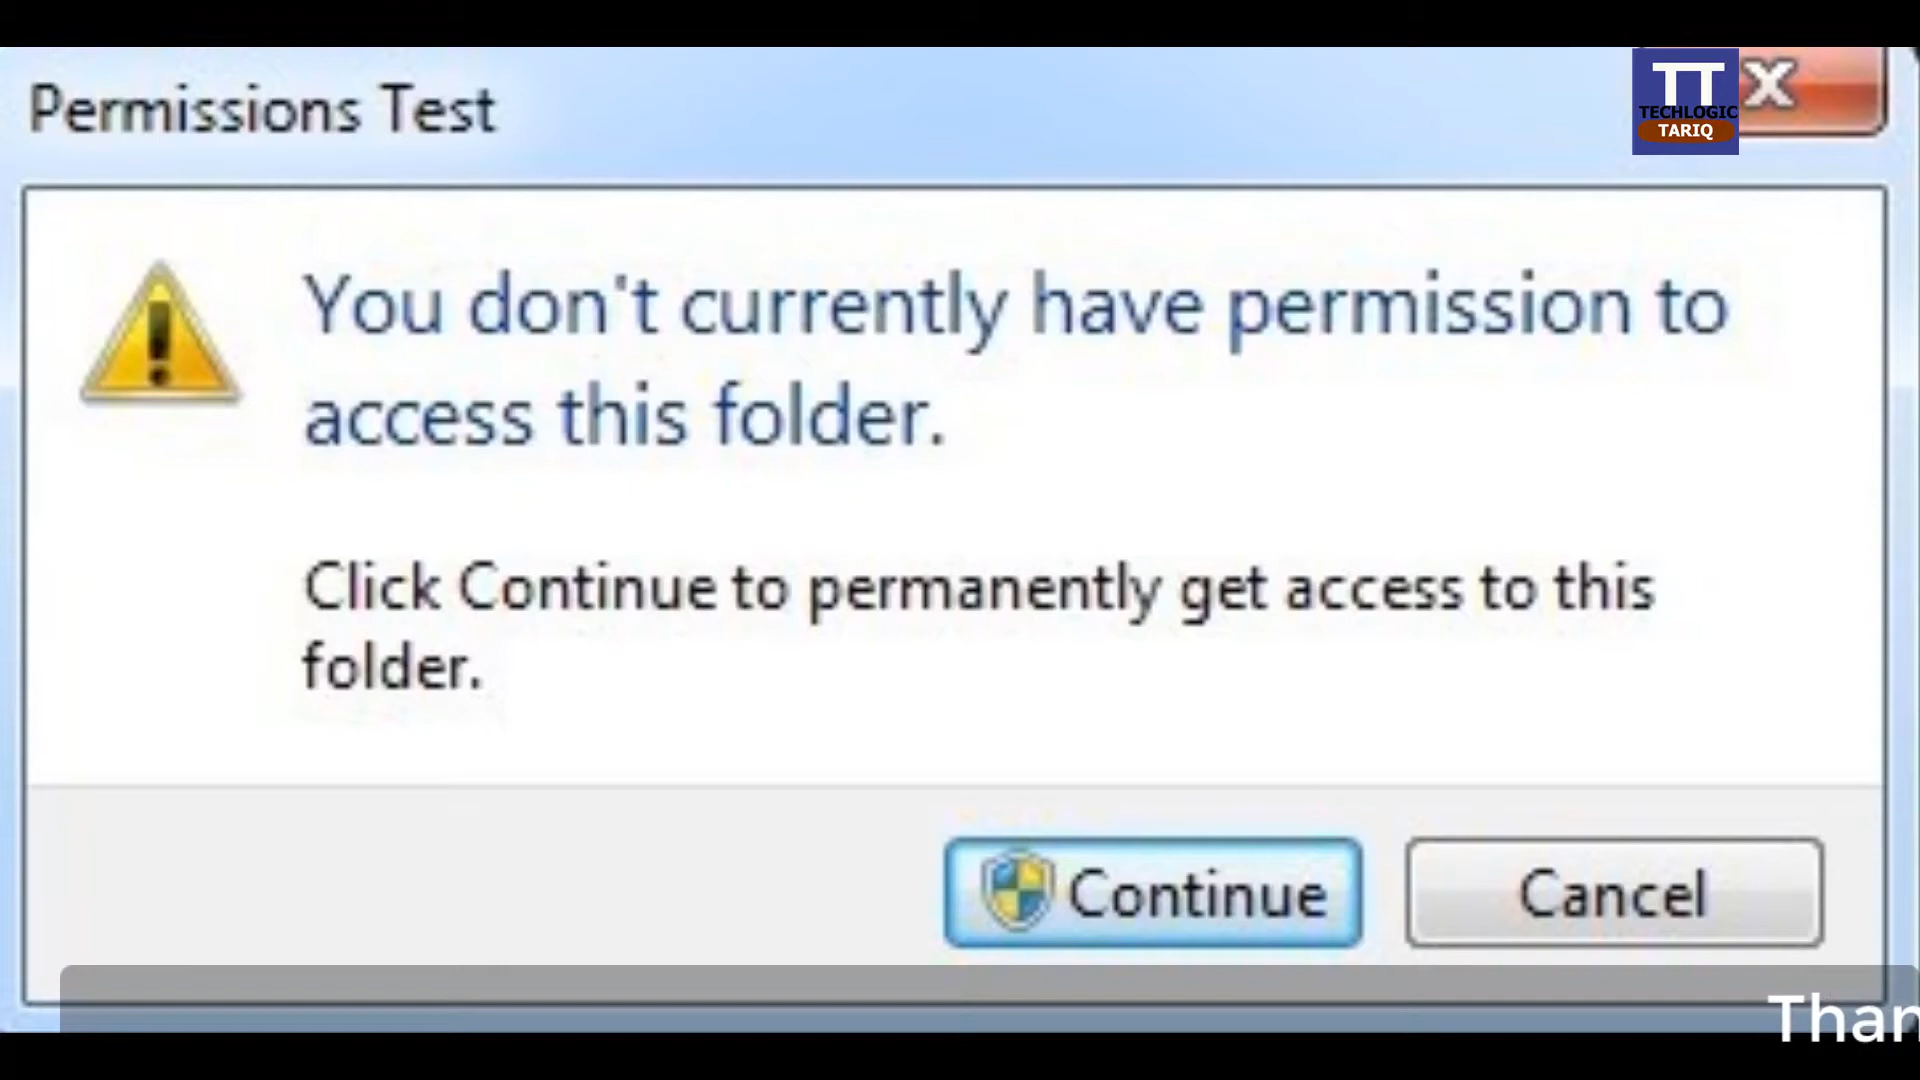 Permissions Test
TT
X
TECHLOGIC
TARIQ
You don't currently have permission to
access this folder.
Click Continue to permanently get access to this
folder.
Continue
Cancel
Than